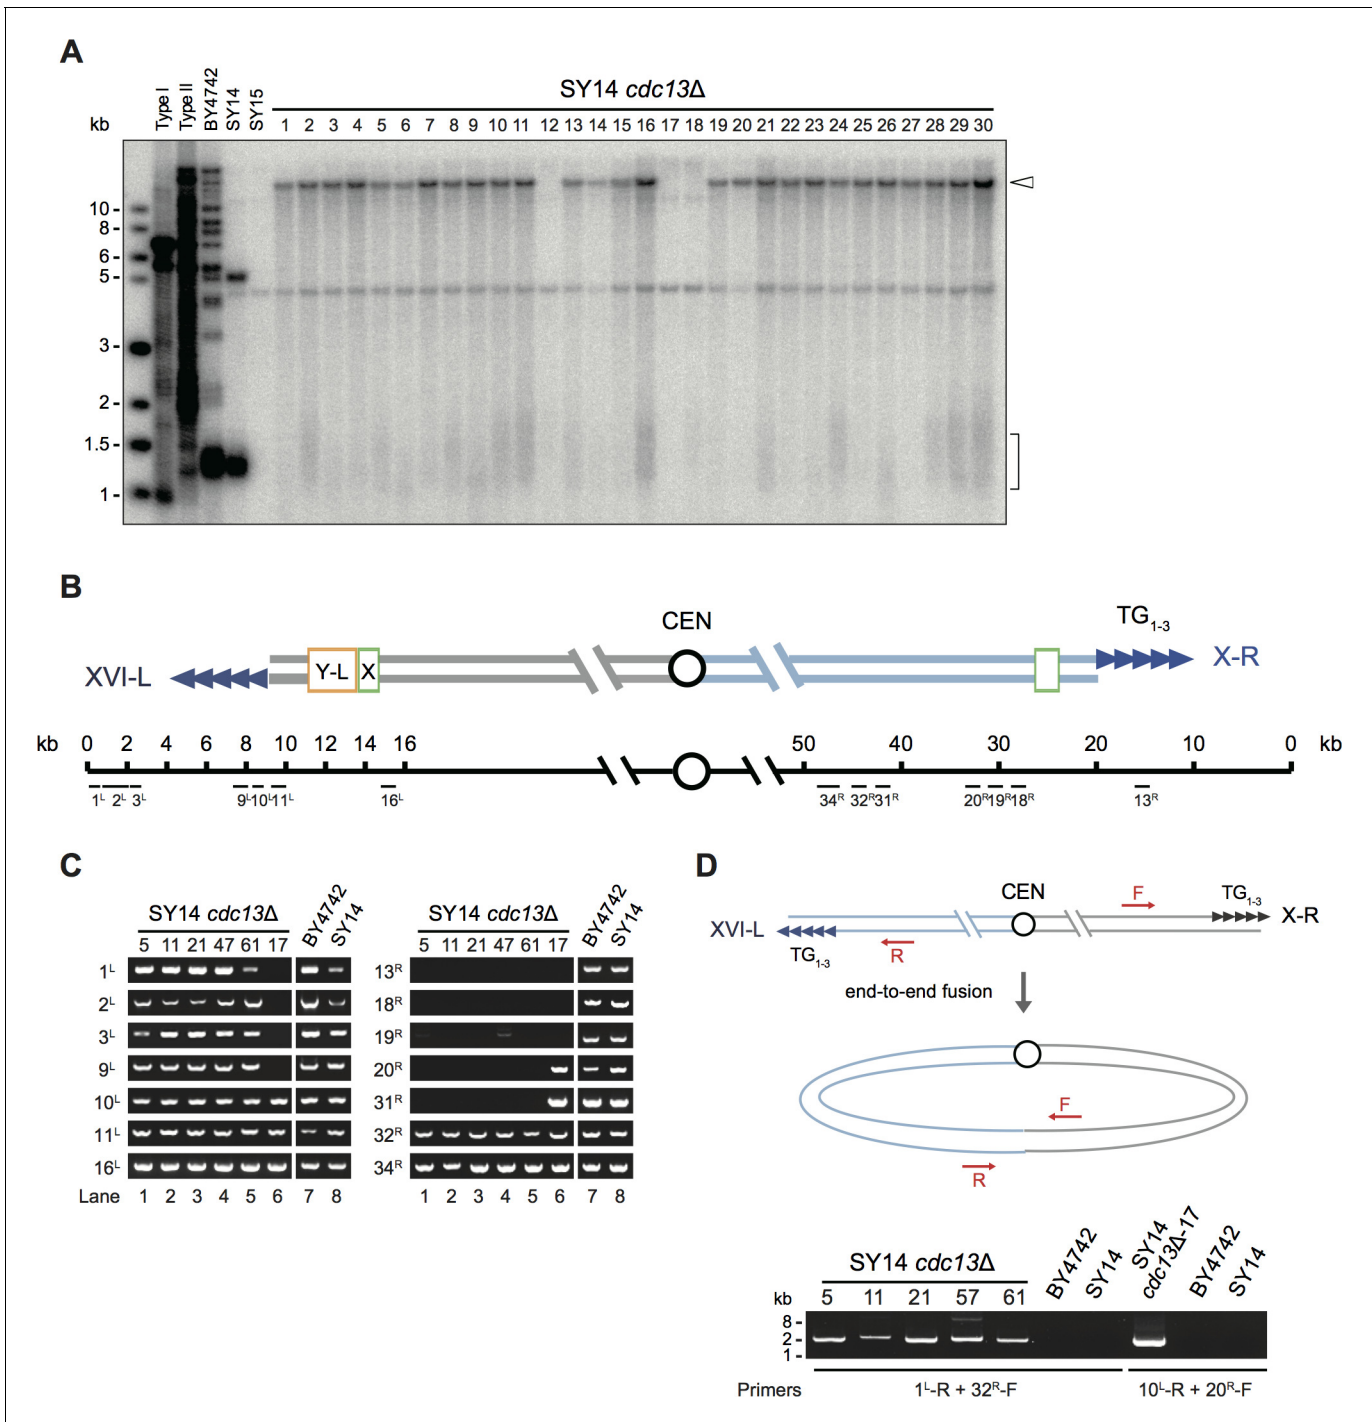 A
SY14 cdc13Δ
kb Type I Type II BY4742 SY14 SY15 1 2 3 4 5 6 7 8 9 10 11 12 13 14 15 16 17 18 19 20 21 22 23 24 25 26 27 28 29 30
10
8
6
5
3
2
1.5
1
B
CEN TG1-3
XVI-L Y-L X X-R
kb 0 2 4 6 8 10 12 14 16 50 40 30 20 10 0 kb
1L 2L 3L 9L 10L 11L 16L 34R 32R 31R 20R 19R 18R 13R
C
SY14 cdc13Δ BY4742 SY14 SY14 cdc13Δ BY4742 SY14
5 11 21 47 61 17 5 11 21 47 61 17
1L 13R
2L 18R
3L 19R
9L 20R
10L 31R
11L 32R
16L 34R
Lane 1 2 3 4 5 6 7 8 1 2 3 4 5 6 7 8
D
CEN F TG1-3
XVI-L X-R
TG1-3 R
end-to-end fusion
F
R
SY14 cdc13Δ BY4742 SY14 SY14 cdc13Δ-17 BY4742 SY14
kb 5 11 21 57 61
8
2
1
Primers 1L-R + 32R-F 10L-R + 20R-F